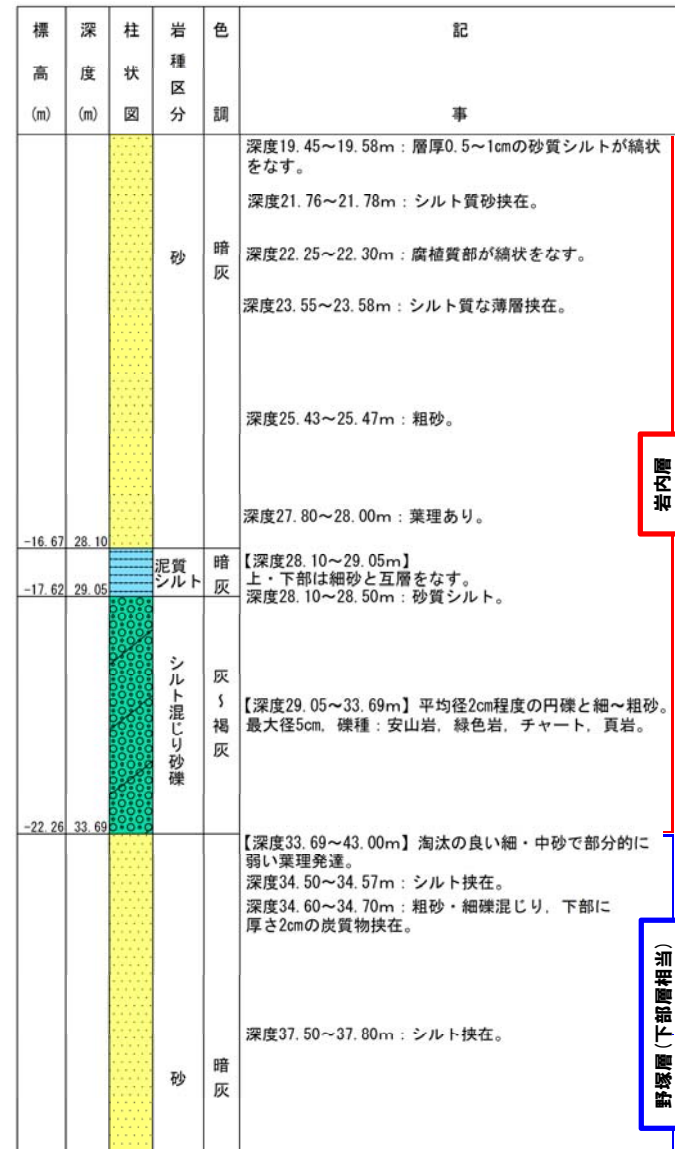 標高(m)
深度(m)
柱状図
岩種区分
色調
記事
深度19.45～19.58m：層厚0.5～1cmの砂質シルトが縞状
をなす。
深度21.76～21.78m：シルト質砂挟在。
砂
暗灰
深度22.25～22.30m：腐植質部が縞状をなす。
深度23.55～23.58m：シルト質な薄層挟在。
深度25.43～25.47m：粗砂。
岩内層
深度27.80～28.00m：葉理あり。
-16.67 28.10
泥質
シルト
暗灰
【深度28.10～29.05m】
上・下部は細砂と互層をなす。
-17.62 29.05
深度28.10～28.50m：砂質シルト。
シルト混じり砂礫
灰～褐灰
【深度29.05～33.69m】平均径2cm程度の円礫と細～粗砂。
最大径5cm，礫種：安山岩，緑色岩，チャート，頁岩。
-22.26 33.69
【深度33.69～43.00m】淘汰の良い細・中砂で部分的に
弱い葉理発達。
深度34.50～34.57m：シルト挟在。
深度34.60～34.70m：粗砂・細礫混じり，下部に
厚さ2cmの炭質物挟在。
野塚層(下部層相当)
深度37.50～37.80m：シルト挟在。
砂
暗灰